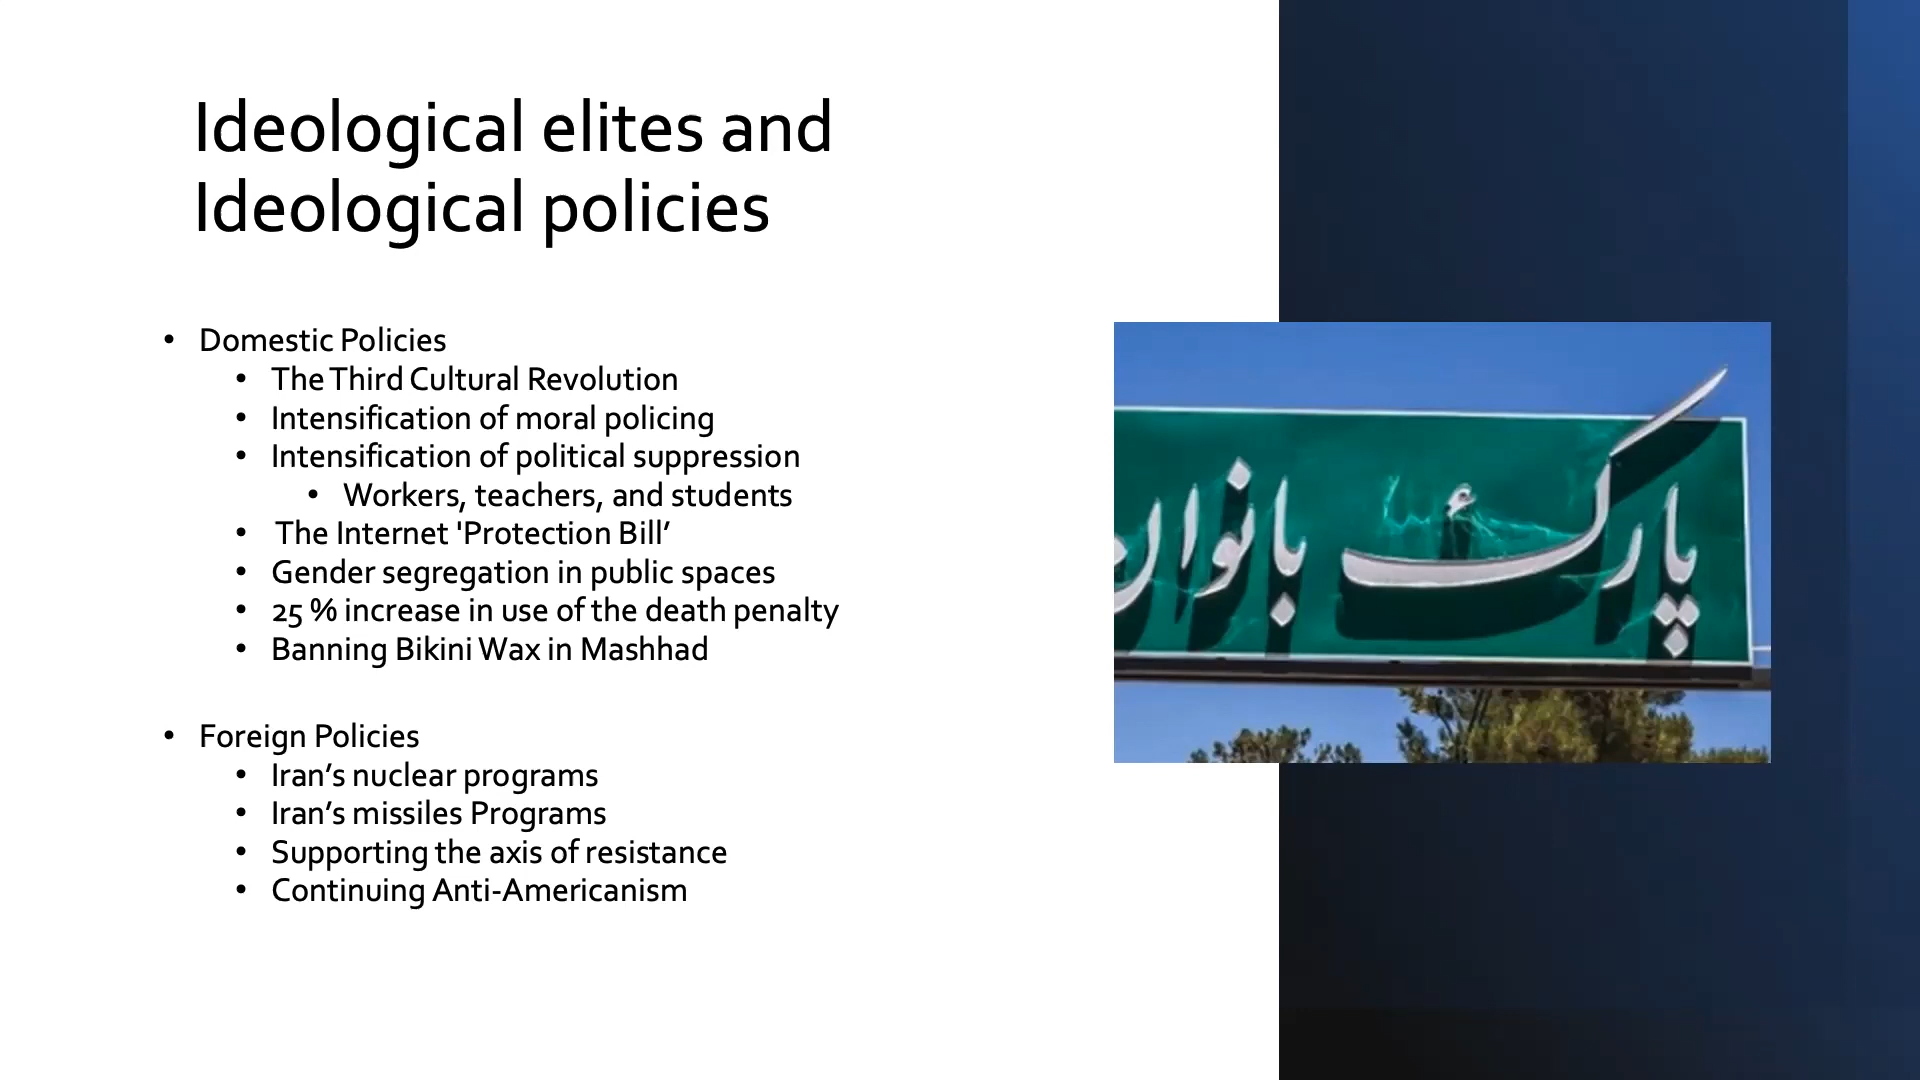 Ideological elites and
Ideological policies
• Domestic Policies
• The Third Cultural Revolution
• Intensification of moral policing
• Intensification of political suppression
• Workers, teachers, and students
• The Internet 'Protection Bill’
• Gender segregation in public spaces
• 25 % increase in use of the death penalty
• Banning Bikini Wax in Mashhad
• Foreign Policies
• Iran’s nuclear programs
• Iran’s missiles Programs
• Supporting the axis of resistance
• Continuing Anti-Americanism
پارک بانوان